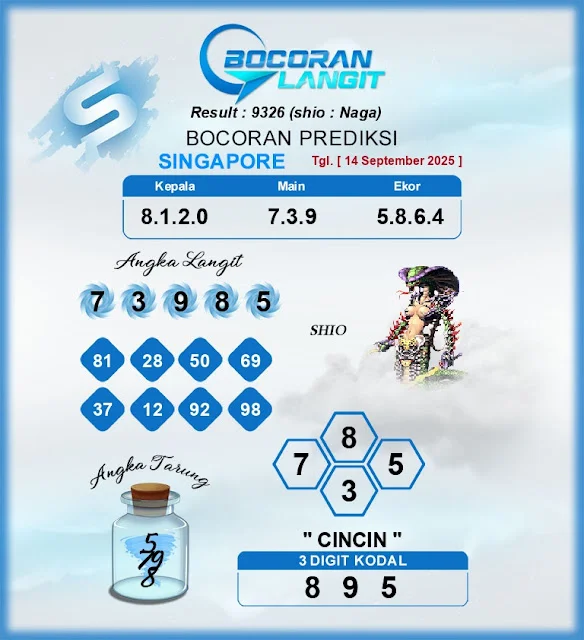 BOCORAN
LANGIT
S
Result : 9326 (shio : Naga)
BOCORAN PREDIKSI
SINGAPORE Tgl. [ 14 September 2025 ]
Kepala Main Ekor
8.1.2.0 7.3.9 5.8.6.4
Angka Langit
7 3 9 8 5
SHIO
81 28 50 69
37 12 92 98
8
7 5
3
Angka Tarung
5
79
8
" CINCIN "
3 DIGIT KODAL
8 9 5